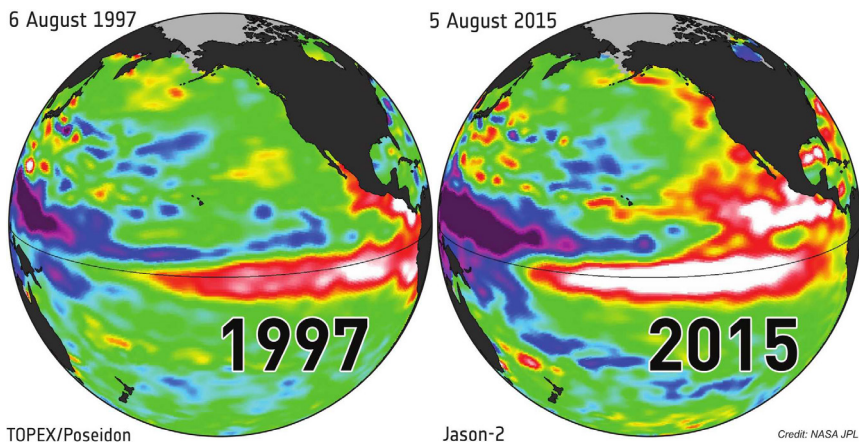 6 August 1997
5 August 2015
1997
2015
TOPEX/Poseidon
Jason-2
Credit: NASA JPL